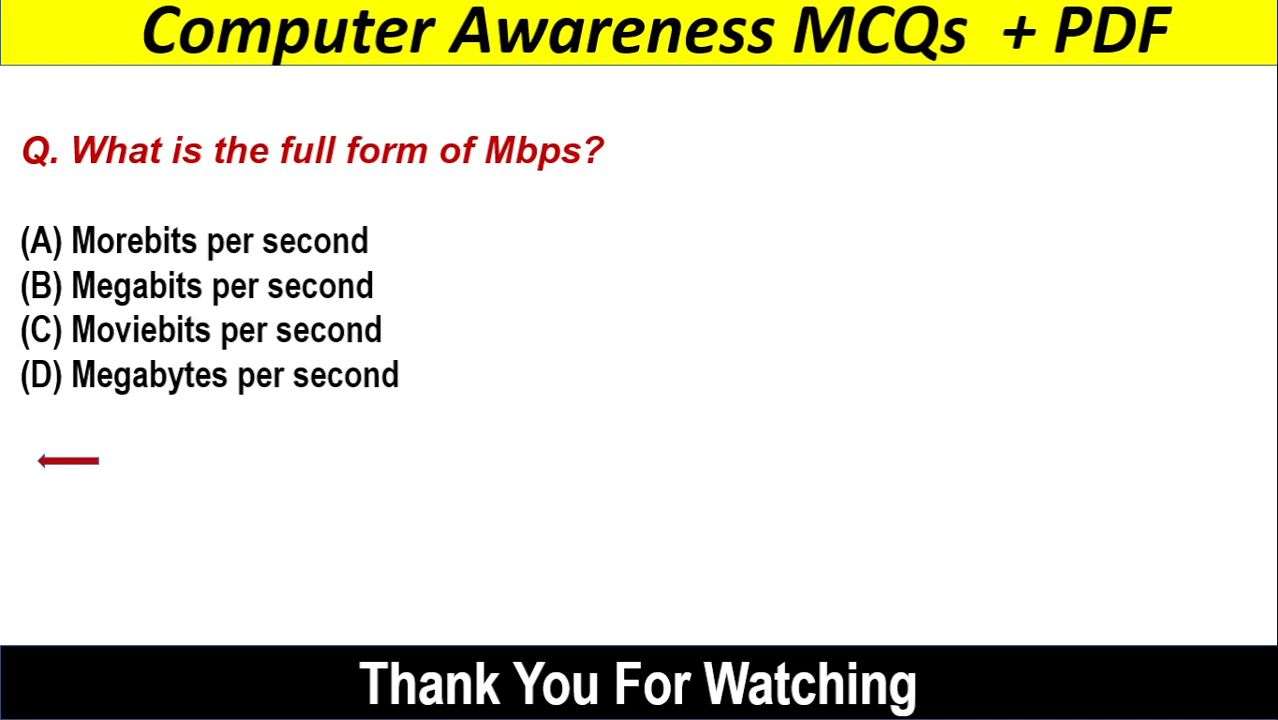 Computer Awareness MCQs + PDF
Q. What is the full form of Mbps?
(A) Morebits per second
(B) Megabits per second
(C) Moviebits per second
(D) Megabytes per second
Thank You For Watching